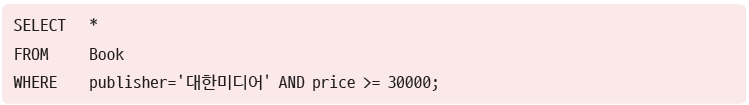 SELECT *
FROM Book
WHERE publisher='대한미디어' AND price >= 30000;